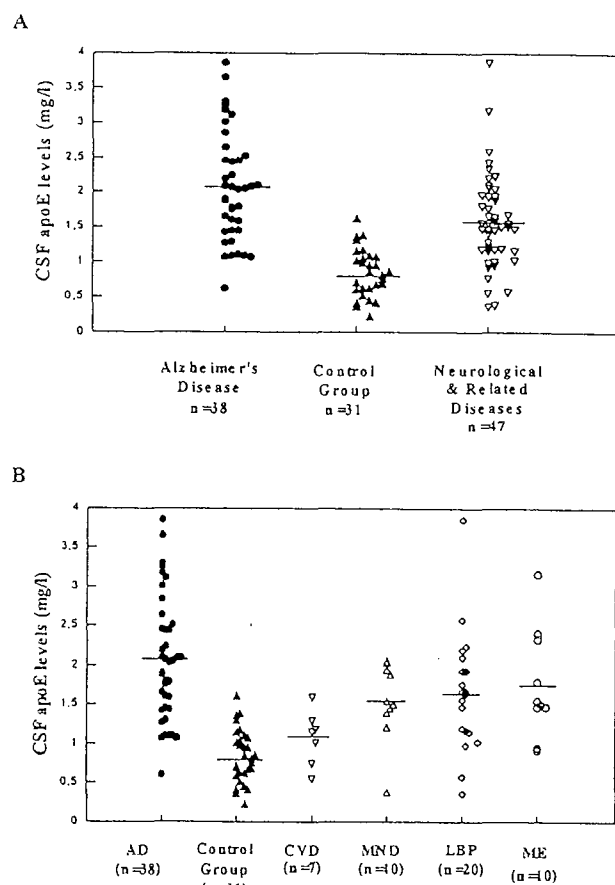 A
CSF apoE levels (mg/l)
4
3.5
3
2.5
2
1.5
1
0.5
0
Alzheimer's
Disease
n=38
Control
Group
n=31
Neurological
& Related
Diseases
n=47
B
CSF apoE levels (mg/l)
4
3.5
3
2.5
2
1.5
1
0.5
0
AD
(n=38)
Control
Group
CVD
(n=7)
MND
(n=10)
LBP
(n=20)
ME
(n=10)